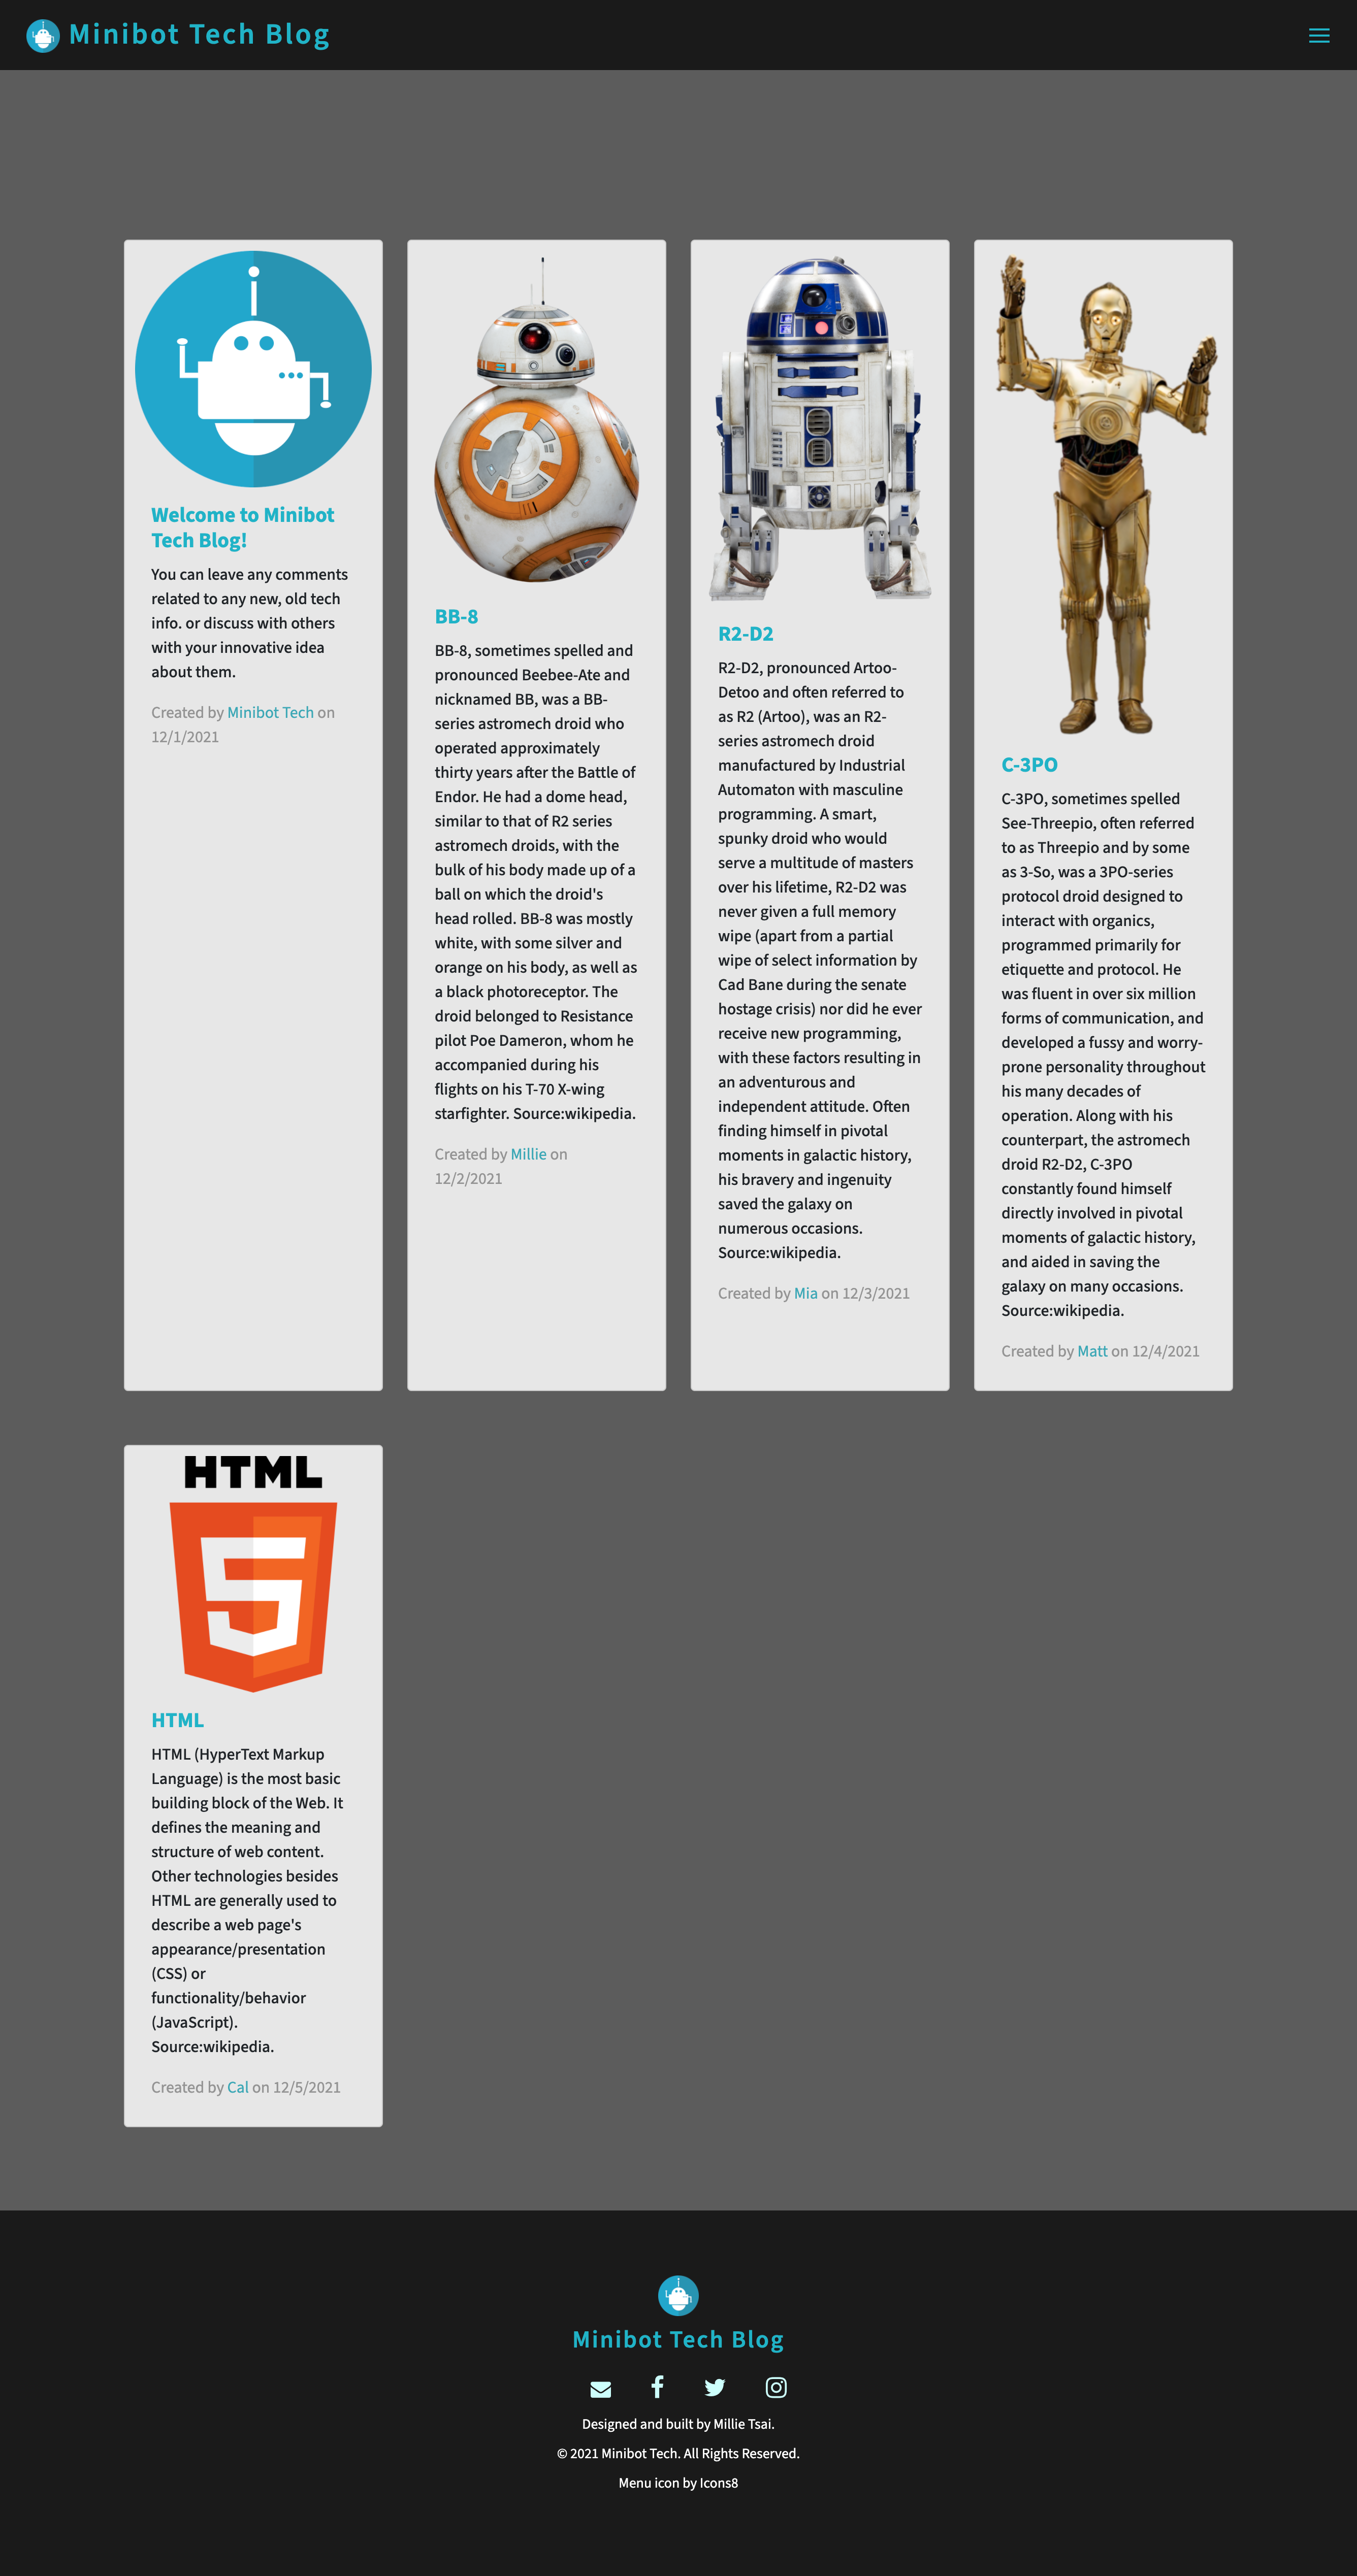 Minibot Tech Blog
Welcome to Minibot
Tech Blog!
You can leave any comments
related to any new, old tech
info. or discuss with others
with your innovative idea
about them.
Created by Minibot Tech on
12/1/2021
BB-8
BB-8, sometimes spelled and
pronounced Beebee-Ate and
nicknamed BB, was a BB-
series astromech droid who
operated approximately
thirty years after the Battle of
Endor. He had a dome head,
similar to that of R2 series
astromech droids, with the
bulk of his body made up of a
ball on which the droid's
head rolled. BB-8 was mostly
white, with some silver and
orange on his body, as well as
a black photoreceptor. The
droid belonged to Resistance
pilot Poe Dameron, whom he
accompanied during his
flights on his T-70 X-wing
starfighter. Source:wikipedia.
Created by Millie on
12/2/2021
R2-D2
R2-D2, pronounced Artoo-
Detoo and often referred to
as R2 (Artoo), was an R2-
series astromech droid
manufactured by Industrial
Automaton with masculine
programming. A smart,
spunky droid who would
serve a multitude of masters
over his lifetime, R2-D2 was
never given a full memory
wipe (apart from a partial
wipe of select information by
Cad Bane during the senate
hostage crisis) nor did he ever
receive new programming,
with these factors resulting in
an adventurous and
independent attitude. Often
finding himself in pivotal
moments in galactic history,
his bravery and ingenuity
saved the galaxy on
numerous occasions.
Source:wikipedia.
Created by Mia on 12/3/2021
C-3PO
C-3PO, sometimes spelled
See-Threepio, often referred
to as Threepio and by some
as 3-So, was a 3PO-series
protocol droid designed to
interact with organics,
programmed primarily for
etiquette and protocol. He
was fluent in over six million
forms of communication, and
developed a fussy and worry-
prone personality throughout
his many decades of
operation. Along with his
counterpart, the astromech
droid R2-D2, C-3PO
constantly found himself
directly involved in pivotal
moments of galactic history,
and aided in saving the
galaxy on many occasions.
Source:wikipedia.
Created by Matt on 12/4/2021
HTML
5
HTML
HTML (HyperText Markup
Language) is the most basic
building block of the Web. It
defines the meaning and
structure of web content.
Other technologies besides
HTML are generally used to
describe a web page's
appearance/presentation
(CSS) or
functionality/behavior
(JavaScript).
Source:wikipedia.
Created by Cal on 12/5/2021
Minibot Tech Blog
Designed and built by Millie Tsai.
© 2021 Minibot Tech. All Rights Reserved.
Menu icon by Icons8